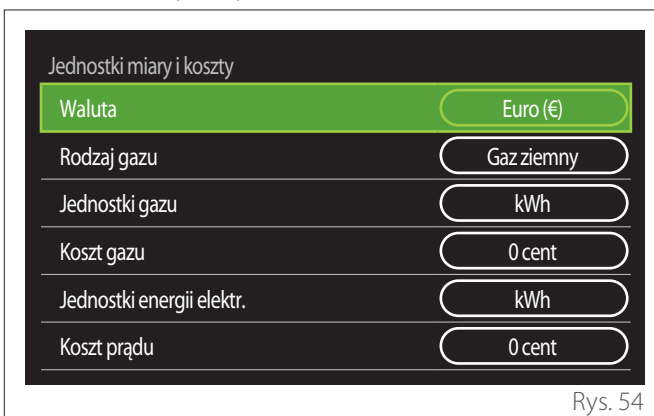 Jednostki miary i koszty
Waluta Euro (€)
Rodzaj gazu Gaz ziemny
Jednostki gazu kWh
Koszt gazu 0 cent
Jednostki energii elektr. kWh
Koszt prądu 0 cent
Rys. 54